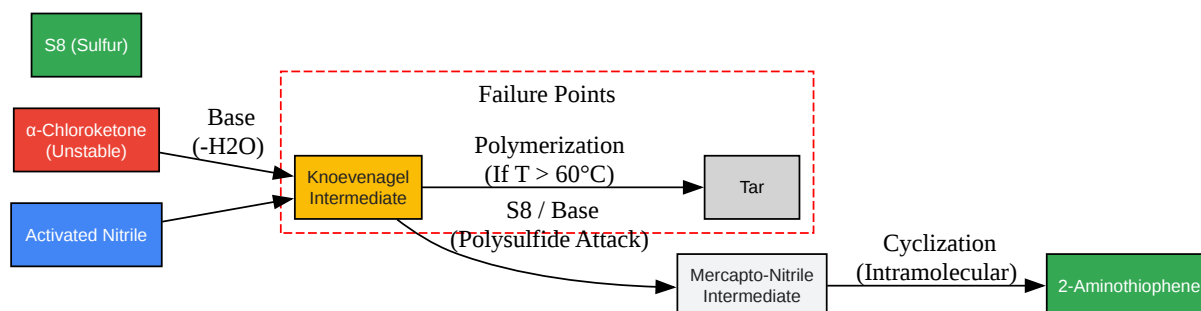 S8 (Sulfur)
α-Chloroketone
(Unstable)
Activated Nitrile
Base
(-H2O)
Failure Points
Knoevenagel
Intermediate
Polymerization
(If T > 60°C)
Tar
S8 / Base
(Polysulfide Attack)
Mercapto-Nitrile
Intermediate
Cyclization
(Intramolecular)
2-Aminothiophene